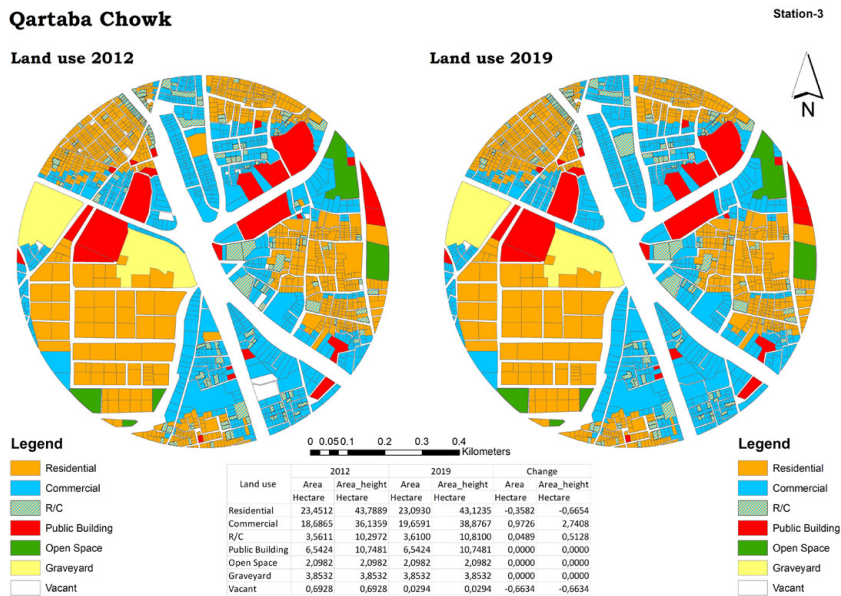 Qartaba Chowk
Station-3
Land use 2012
Land use 2019
N
0 0.050.1 0.2 0.3 0.4
Kilometers
Legend
Residential
Commercial
R/C
Public Building
Open Space
Graveyard
Vacant
Land use 2012 2019 Change
Area Area_height Area Area_height Area Area_height
Hectare Hectare Hectare Hectare Hectare Hectare
Residential 23,4512 43,7889 23,0930 43,1235 -0,3582 -0,6654
Commercial 18,6865 36,1359 19,6591 38,8767 0,9726 2,7408
R/C 3,5611 10,2972 3,6100 10,8100 0,0489 0,5128
Public Building 6,5424 10,7481 6,5424 10,7481 0,0000 0,0000
Open Space 2,0982 2,0982 2,0982 2,0982 0,0000 0,0000
Graveyard 3,8532 3,8532 3,8532 3,8532 0,0000 0,0000
Vacant 0,6928 0,6928 0,0294 0,0294 -0,6634 -0,6634
Legend
Residential
Commercial
R/C
Public Building
Open Space
Graveyard
Vacant